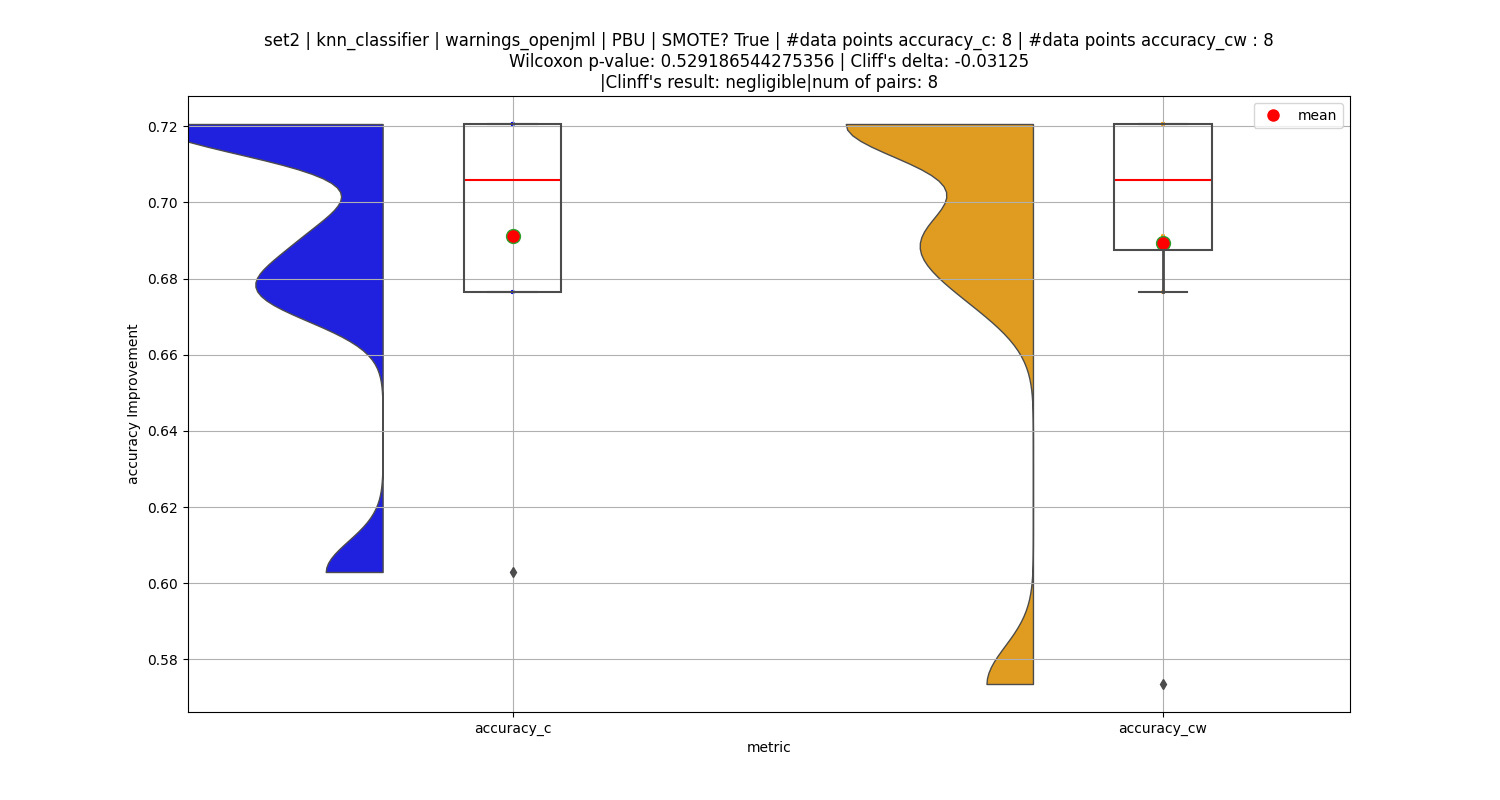 set2 | knn_classifier | warnings_openjml | PBU | SMOTE? True | #data points accuracy_c: 8 | #data points accuracy_cw : 8
Wilcoxon p-value: 0.529186544275356 | Cliff's delta: -0.03125
|Clinff's result: negligible|num of pairs: 8
mean
0.72
0.70
0.68
0.66
0.64
0.62
0.60
0.58
accuracy Improvement
accuracy_c
accuracy_cw
metric